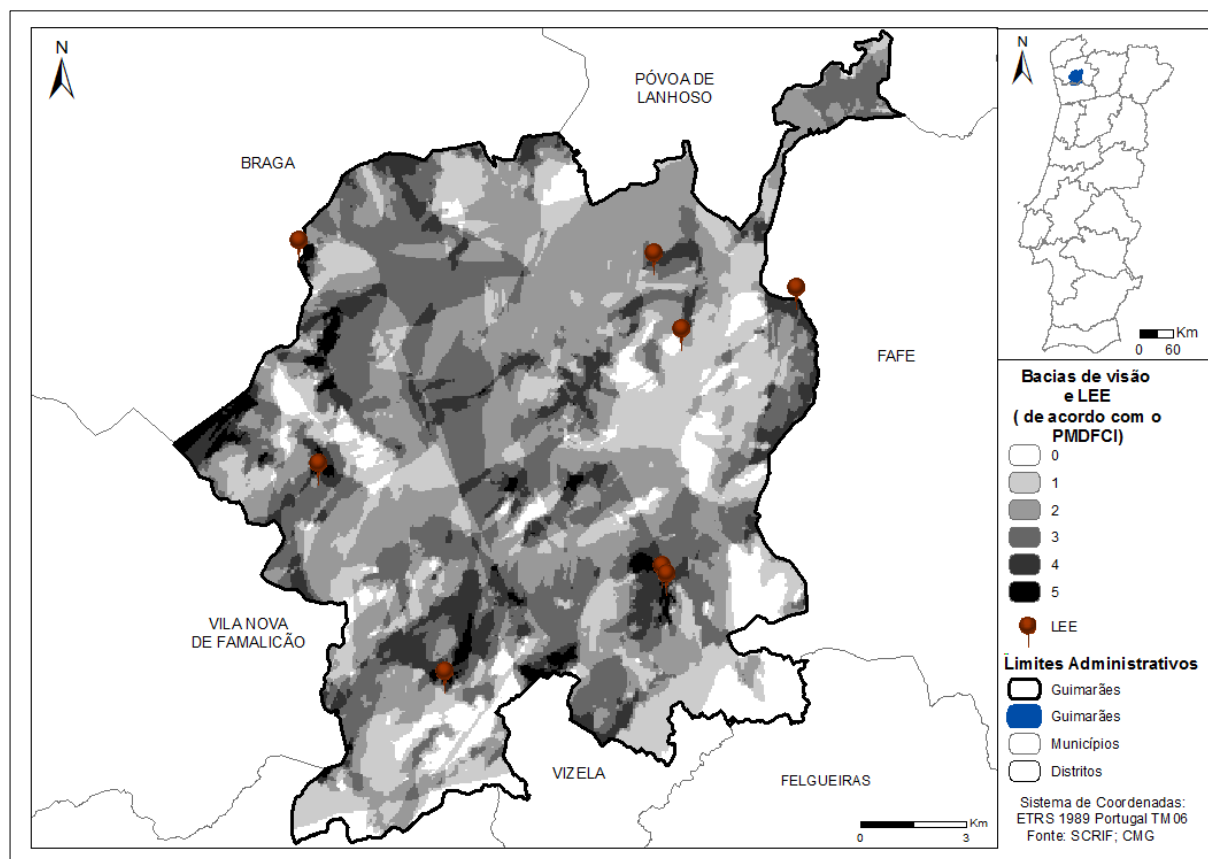 N
PÓVOA DE
LANHOSO
BRAGA
FAFE
VILA NOVA
DE FAMALICÃO
VIZELA
FELGUEIRAS
Km
0 3
N
Km
0 60
Bacias de visão
e LEE
( de acordo com o
PMDFCI)
0
1
2
3
4
5
LEE
Limites Administrativos
Guimarães
Guimarães
Municípios
Distritos
Sistema de Coordenadas:
ETRS 1989 Portugal TM06
Fonte: SCRIF; CMG